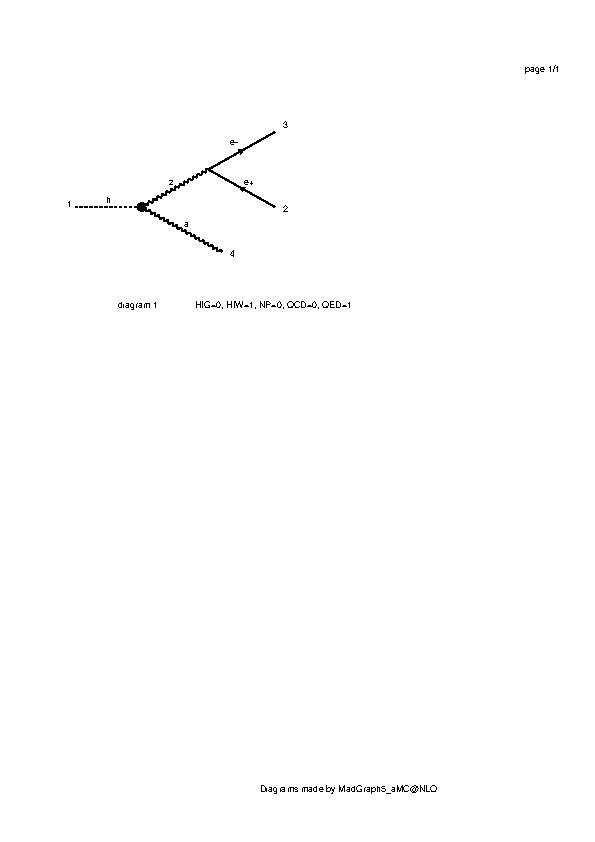 page 1/1
3
e-
z
e+
h
1
2
a
4
diagram 1 HIG=0, HIW=1, NP=0, QCD=0, QED=1
Diagrams made by MadGraph5_aMC@NLO